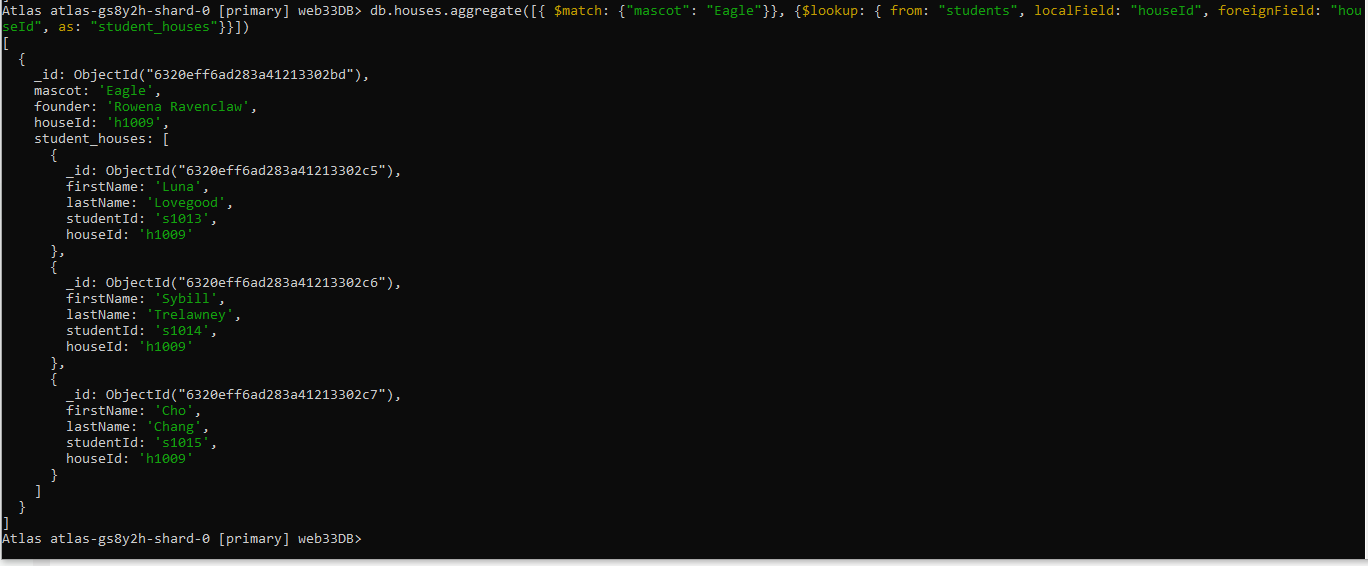 Atlas atlas-gs8y2h-shard-0 [primary] web33DB> db.houses.aggregate([{ $match: {"mascot": "Eagle"}}, {$lookup: { from: "students", localField: "houseId", foreignField: "hou
seId", as: "student_houses"}}])
[
  {
    _id: ObjectId("6320eff6ad283a41213302bd"),
    mascot: 'Eagle',
    founder: 'Rowena Ravenclaw',
    houseId: 'h1009',
    student_houses: [
      {
        _id: ObjectId("6320eff6ad283a41213302c5"),
        firstName: 'Luna',
        lastName: 'Lovegood',
        studentId: 's1013',
        houseId: 'h1009'
      },
      {
        _id: ObjectId("6320eff6ad283a41213302c6"),
        firstName: 'Sybill',
        lastName: 'Trelawney',
        studentId: 's1014',
        houseId: 'h1009'
      },
      {
        _id: ObjectId("6320eff6ad283a41213302c7"),
        firstName: 'Cho',
        lastName: 'Chang',
        studentId: 's1015',
        houseId: 'h1009'
      }
    ]
  }
]
Atlas atlas-gs8y2h-shard-0 [primary] web33DB>